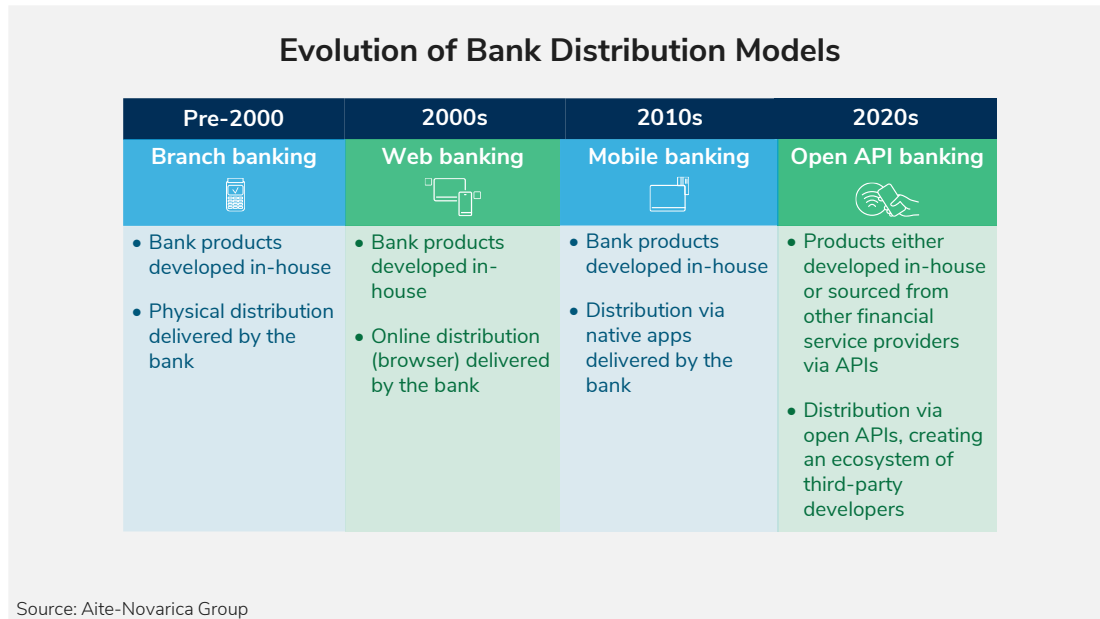 Evolution of Bank Distribution Models
Pre-2000
2000s
2010s
2020s
Branch banking
Web banking
Mobile banking
Open API banking
• Bank products
developed in-house
• Physical distribution
delivered by the
bank
• Bank products
developed in-
house
• Online distribution
(browser) delivered
by the bank
• Bank products
developed in-house
• Distribution via
native apps
delivered by the
bank
• Products either
developed in-house
or sourced from
other financial
service providers
via APIs
• Distribution via
open APIs, creating
an ecosystem of
third-party
developers
Source: Aite-Novarica Group